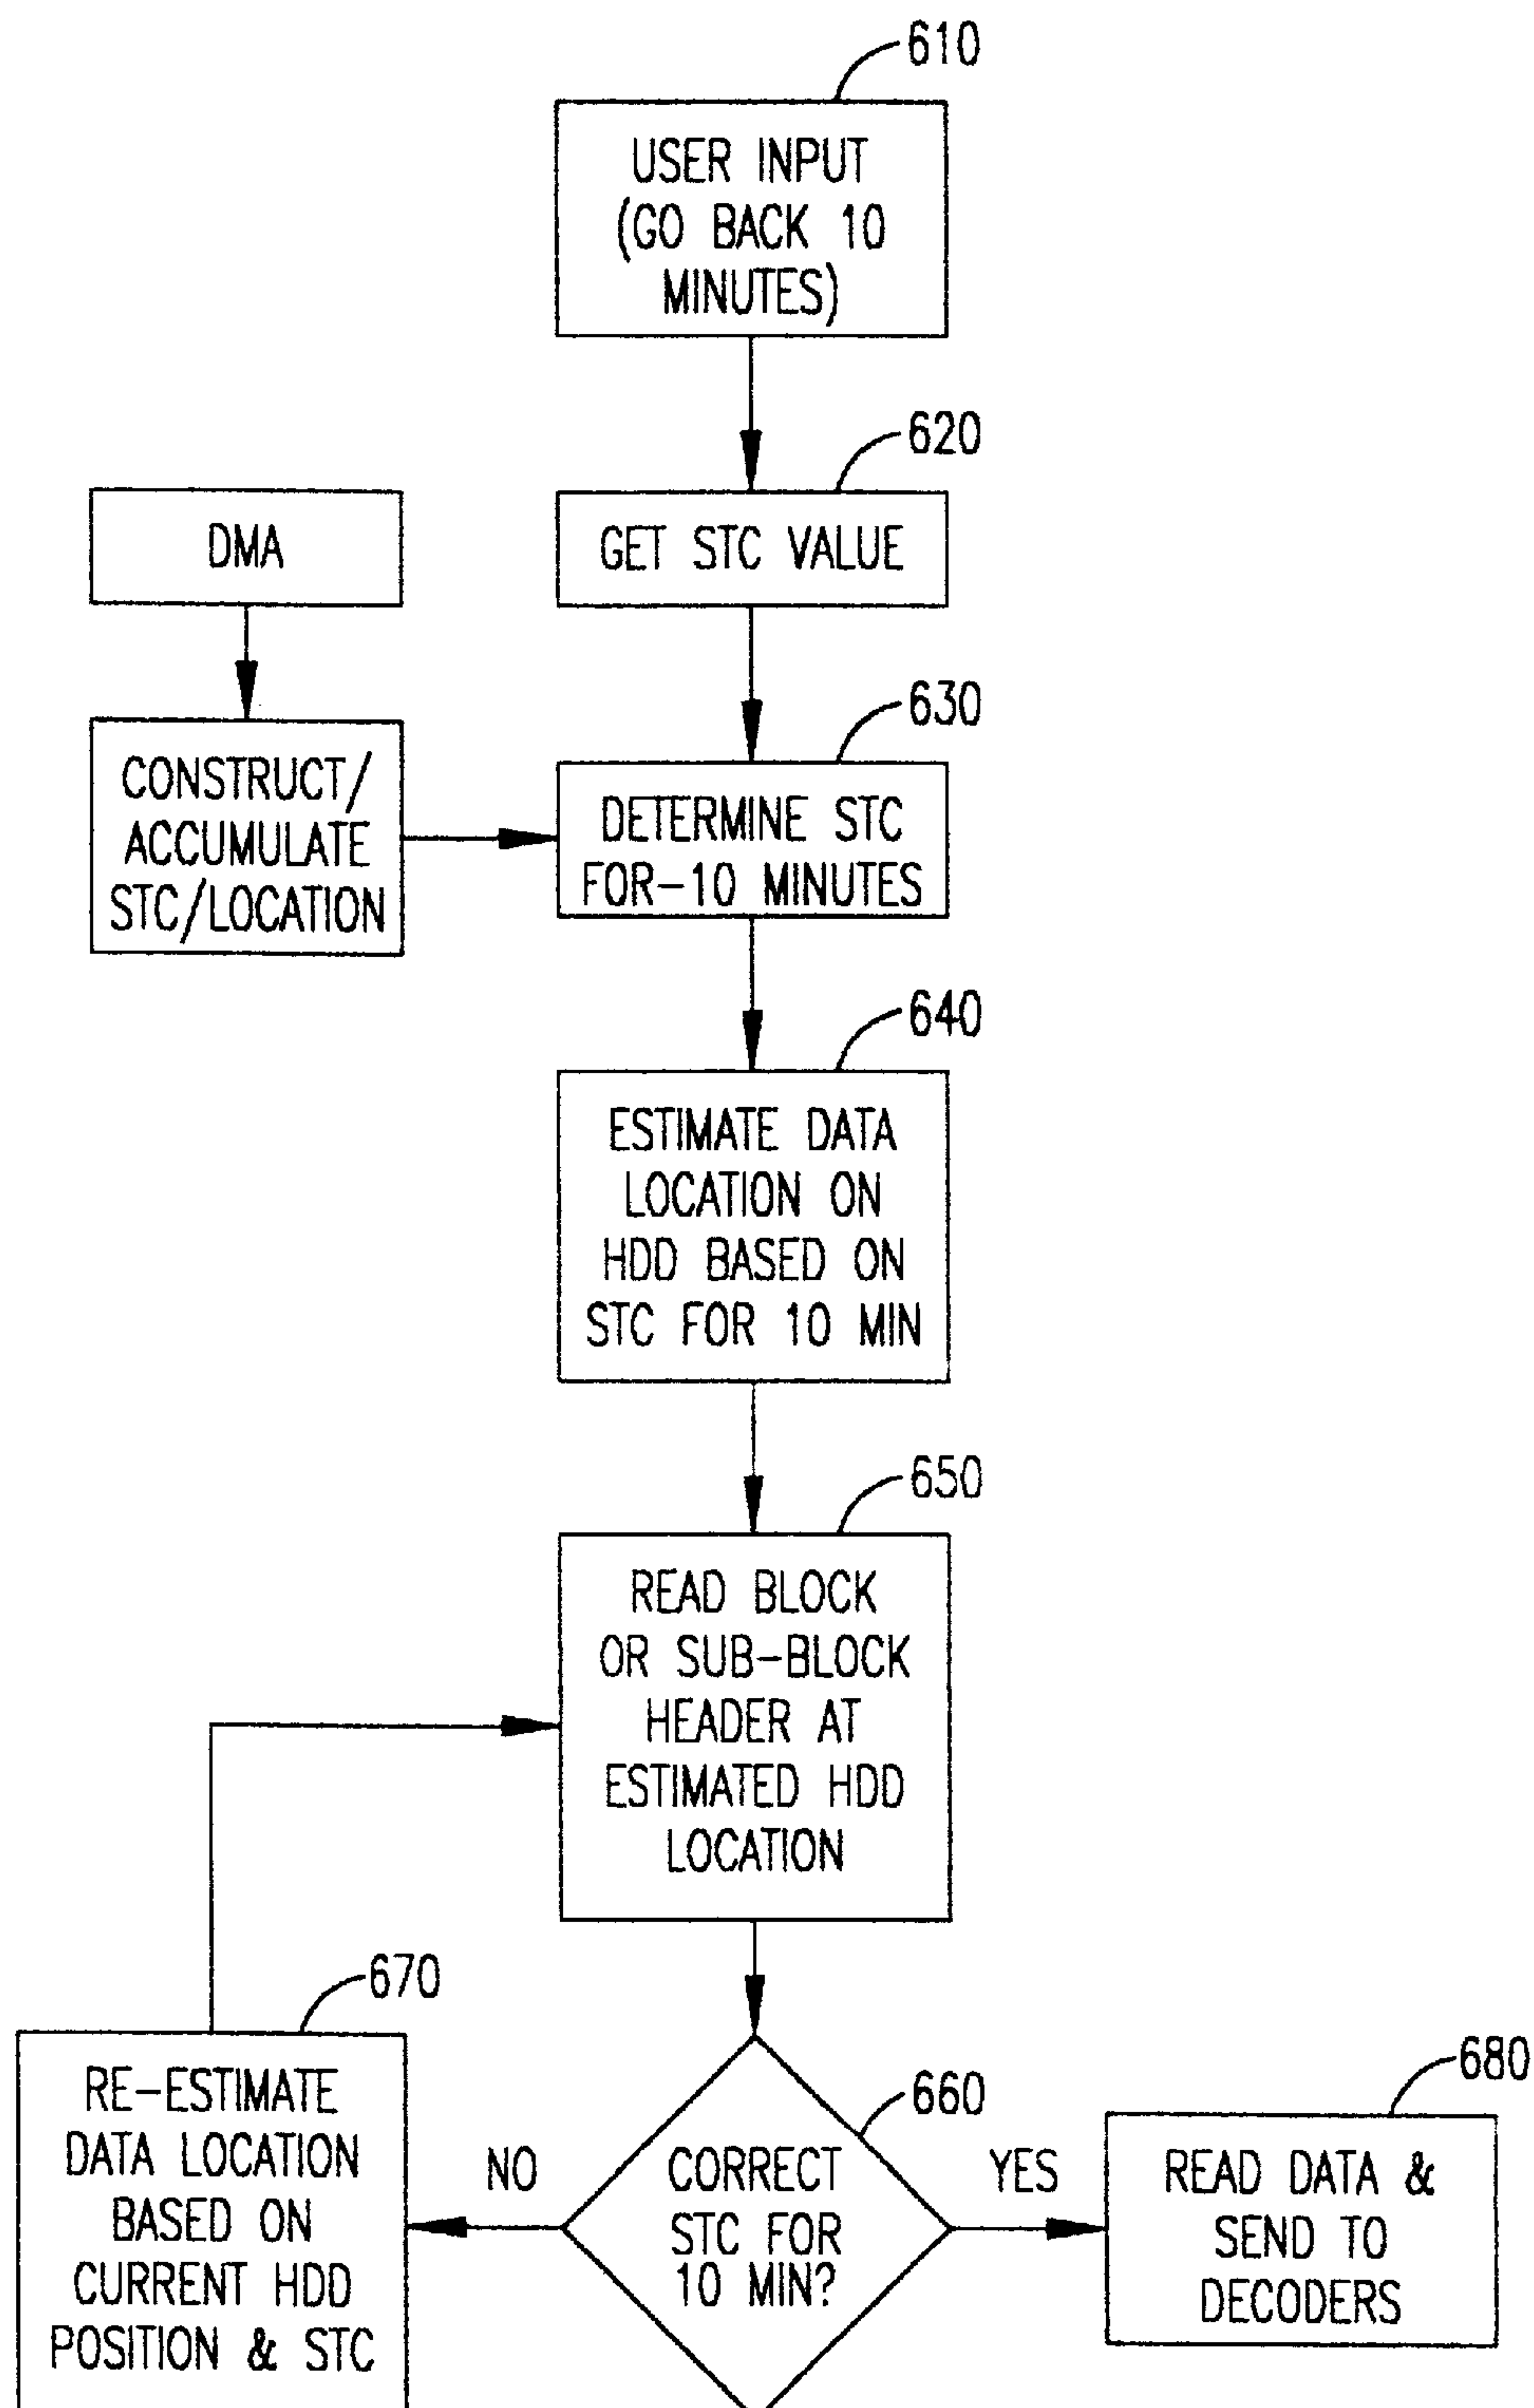 610
USER INPUT
(GO BACK 10
MINUTES)
620
DMA
GET STC VALUE
630
CONSTRUCT/
ACCUMULATE
STC/LOCATION
DETERMINE STC
FOR-10 MINUTES
640
ESTIMATE DATA
LOCATION ON
HDD BASED ON
STC FOR 10 MIN
650
READ BLOCK
OR SUB-BLOCK
HEADER AT
ESTIMATED HDD
LOCATION
670
RE-ESTIMATE
DATA LOCATION
BASED ON
CURRENT HDD
POSITION & STC
NO
660
CORRECT
STC FOR
10 MIN?
YES
680
READ DATA &
SEND TO
DECODERS